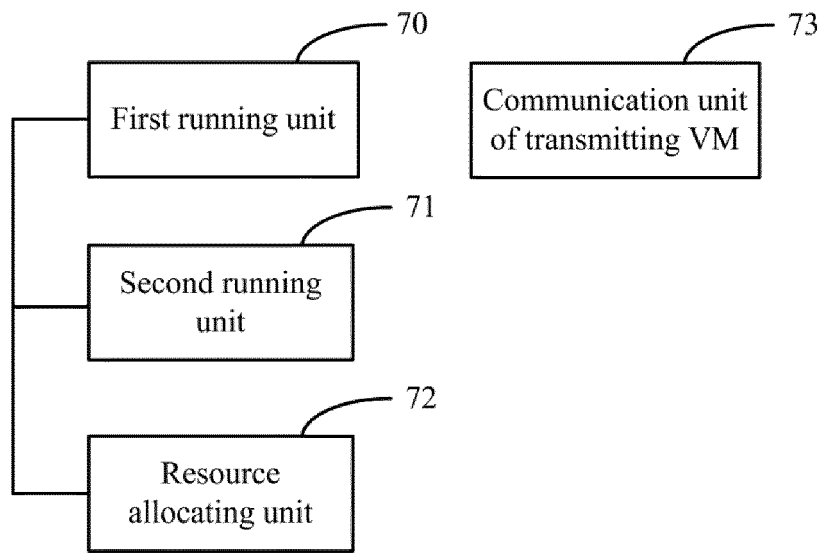 70
First running unit
73
Communication unit
of transmitting VM
71
Second running
unit
72
Resource
allocating unit